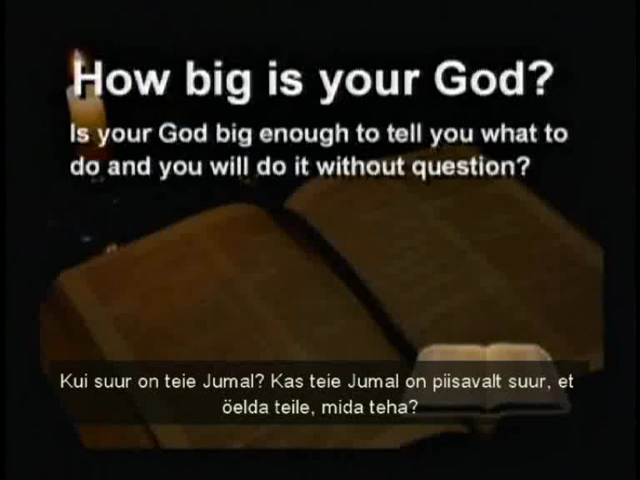 How big is your God?
Is your God big enough to tell you what to
do and you will do it without question?
Kui suur on teie Jumal? Kas teie Jumal on piisavalt suur, et
öelda teile, mida teha?